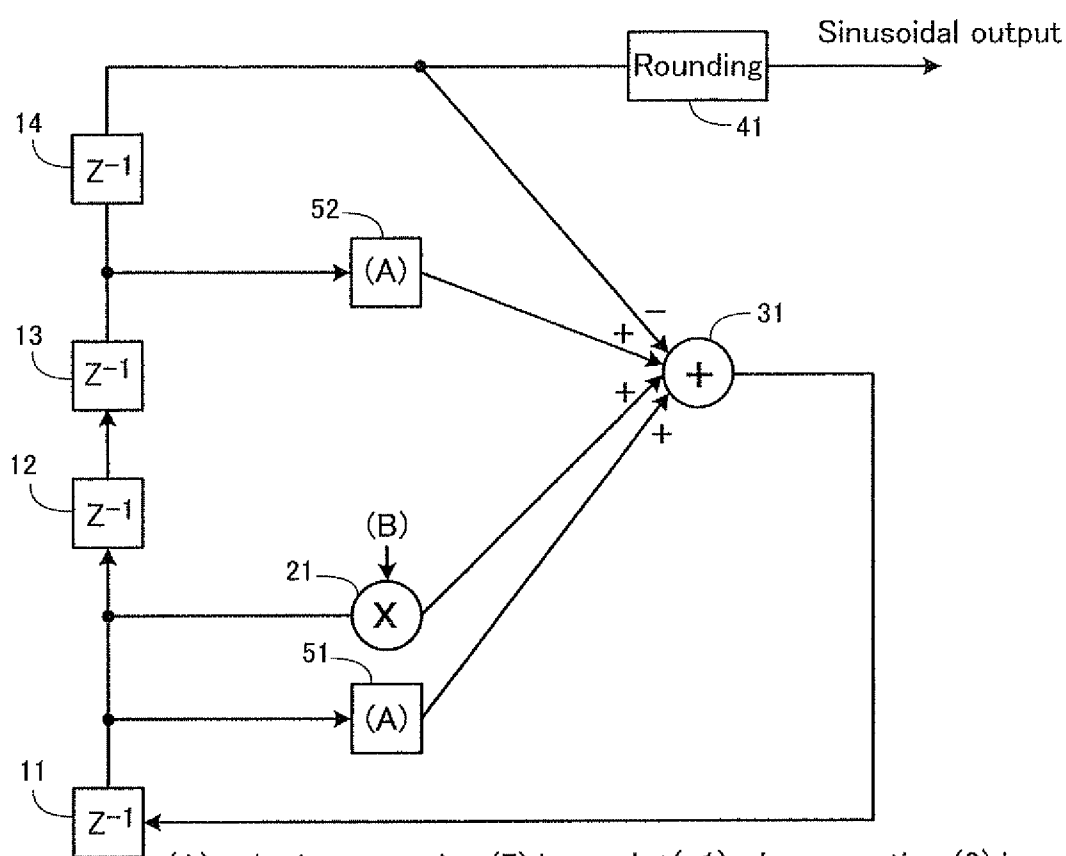 Sinusoidal output
Rounding
41
14
Z⁻¹
52
(A)
−
+
31
+
13
Z⁻¹
+
+
12
Z⁻¹
(B)
21
X
51
(A)
11
Z⁻¹